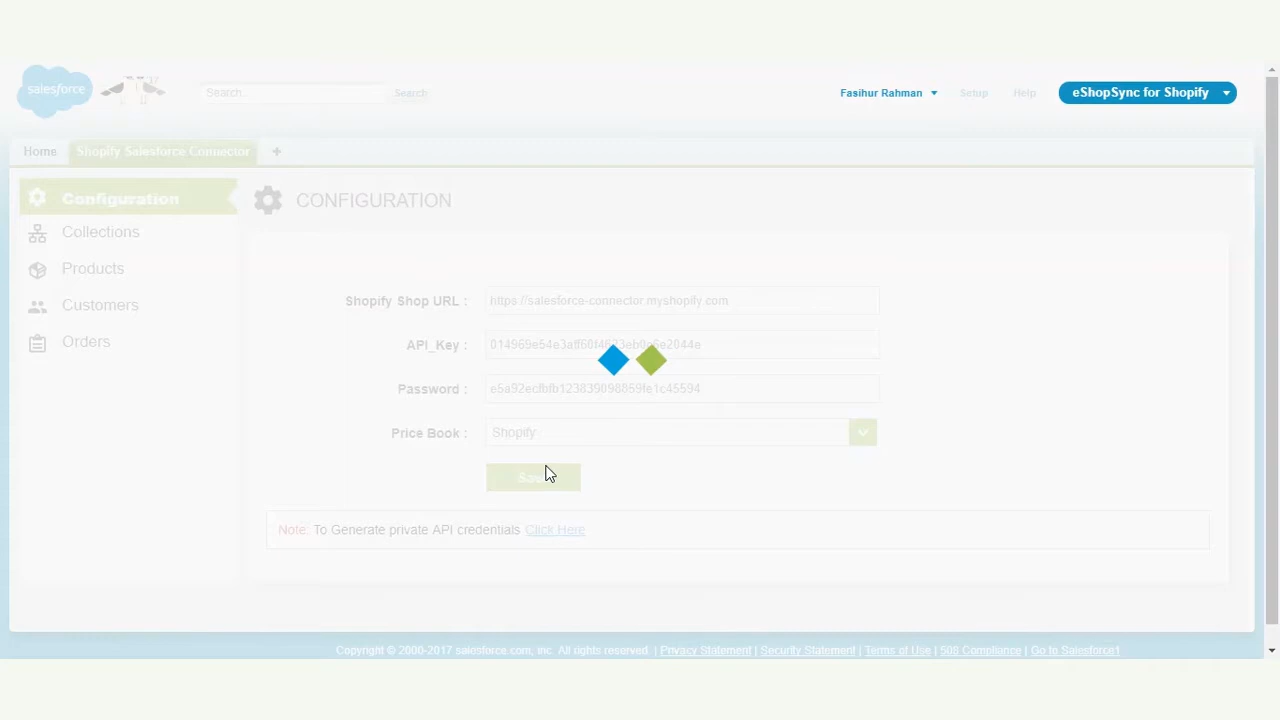 salesforce
Search...
Search
Fasihur Rahman
Setup
Help
eShopSync for Shopify
Home
Shopify Salesforce Connector
Configuration
Collections
Products
Customers
Orders
CONFIGURATION
Shopify Shop URL :
https://salesforce-connector.myshopify.com
API_Key :
Password :
Price Book :
Shopify
Note: To Generate private API credentials Click Here
Copyright © 2000-2017 salesforce.com, inc. All rights reserved. | Privacy Statement | Security Statement | Terms of Use | 508 Compliance | Go to Salesforce1